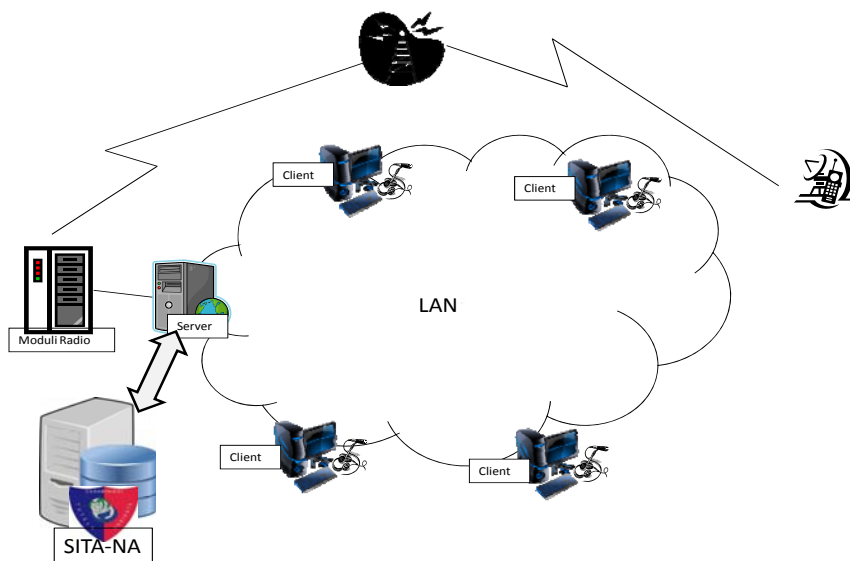 Client
Client
LAN
Server
Moduli Radio
Client
Client
SITA-NA